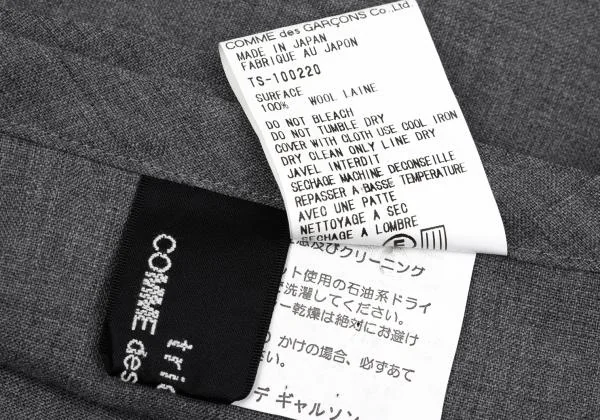 COMME des GARÇONS Co.,Ltd.
MADE IN JAPAN
FABRIQUE AU JAPON
TS-100220
SURFACE
100% WOOL LAINE
DO NOT BLEACH
DO NOT TUMBLE DRY
COVER WITH CLOTH USE COOL IRON
DRY CLEAN ONLY LINE DRY
JAVEL INTERDIT
SECHAGE MACHINE DECONSEILLE
REPASSER A BASSE TEMPERATURE
AVEC UNE PATTE
NETTOYAGE A SEC
SECHAGE A LOMBRE
及びクリーニング
ット使用の石油系ドライ
で洗濯してください。
ー乾燥は絶対にお避け
かけの場合、必ずあて
い。
デ ギャルソン
COMME des
tric